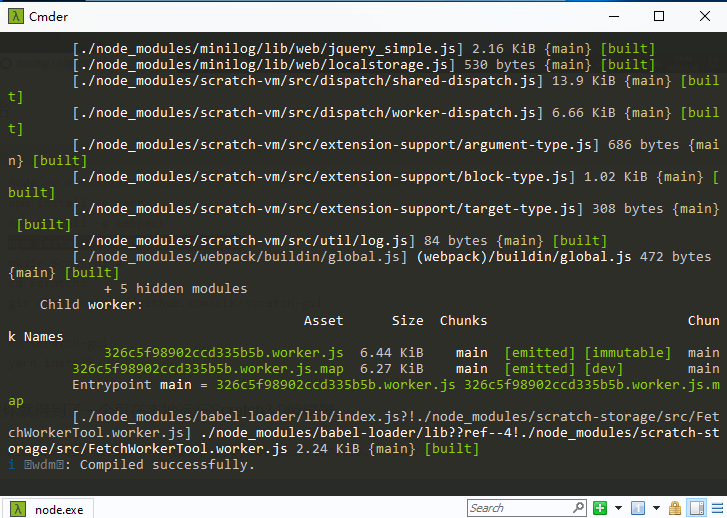 Cmder
[./node_modules/minilog/lib/web/jquery_simple.js] 2.16 KiB {main} [built]
[./node_modules/minilog/lib/web/localstorage.js] 530 bytes {main} [built]
[./node_modules/scratch-vm/src/dispatch/shared-dispatch.js] 13.9 KiB {main} [buil
t]
[./node_modules/scratch-vm/src/dispatch/worker-dispatch.js] 6.66 KiB {main} [buil
t]
[./node_modules/scratch-vm/src/extension-support/argument-type.js] 686 bytes {mai
n} [built]
[./node_modules/scratch-vm/src/extension-support/block-type.js] 1.02 KiB {main} [
built]
[./node_modules/scratch-vm/src/extension-support/target-type.js] 308 bytes {main}
[built]
[./node_modules/scratch-vm/src/util/log.js] 84 bytes {main} [built]
[./node_modules/webpack/buildin/global.js] (webpack)/buildin/global.js 472 bytes
{main} [built]
+ 5 hidden modules
Child worker:
Asset Size Chunks Chun
k Names
326c5f98902ccd335b5b.worker.js 6.44 KiB main [emitted] [immutable] main
326c5f98902ccd335b5b.worker.js.map 6.27 KiB main [emitted] [dev] main
Entrypoint main = 326c5f98902ccd335b5b.worker.js 326c5f98902ccd335b5b.worker.js.m
ap
[./node_modules/babel-loader/lib/index.js?!./node_modules/scratch-storage/src/Fet
chWorkerTool.worker.js] ./node_modules/babel-loader/lib??ref--4!./node_modules/scratch-st
orage/src/FetchWorkerTool.worker.js 2.24 KiB {main} [built]
i wdm: Compiled successfully.
node.exe
Search